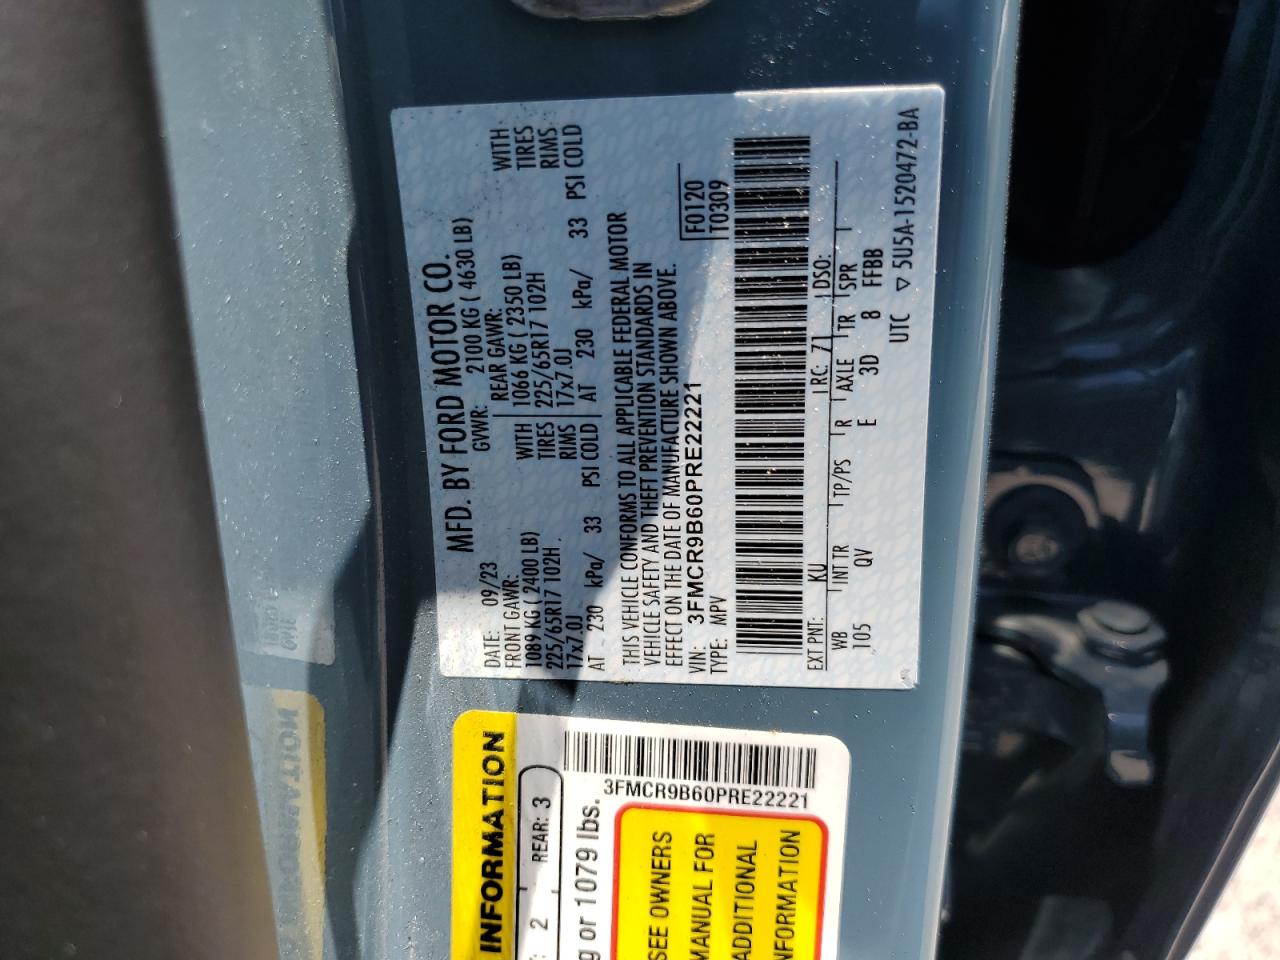 MFD. BY FORD MOTOR CO.
DATE: 09/23 GVWR: 2100 KG ( 4630 LB)
FRONT GAWR: REAR GAWR:
1089 KG ( 2400 LB) WITH 1066 KG ( 2350 LB) WITH
225/65R17 102H TIRES 225/65R17 102H TIRES
17x7.0J RIMS 17x7.0J RIMS
AT 230 kPa/ 33 PSI COLD AT 230 kPa/ 33 PSI COLD
THIS VEHICLE CONFORMS TO ALL APPLICABLE FEDERAL MOTOR
VEHICLE SAFETY AND THEFT PREVENTION STANDARDS IN
EFFECT ON THE DATE OF MANUFACTURE SHOWN ABOVE.
VIN: 3FMCR9B60PRE22221 F0120
TYPE: MPV T0309
EXT PNT: KU RC: 71 DSO:
WB INT TR TP/PS R AXLE TR SPR
105 QV E 3D 8 FFBB
UTC ▽ 5U5A-1520472-BA
INFORMATION
2 REAR: 3
g or 1079 lbs.
3FMCR9B60PRE22221
SEE OWNERS
MANUAL FOR
ADDITIONAL
INFORMATION